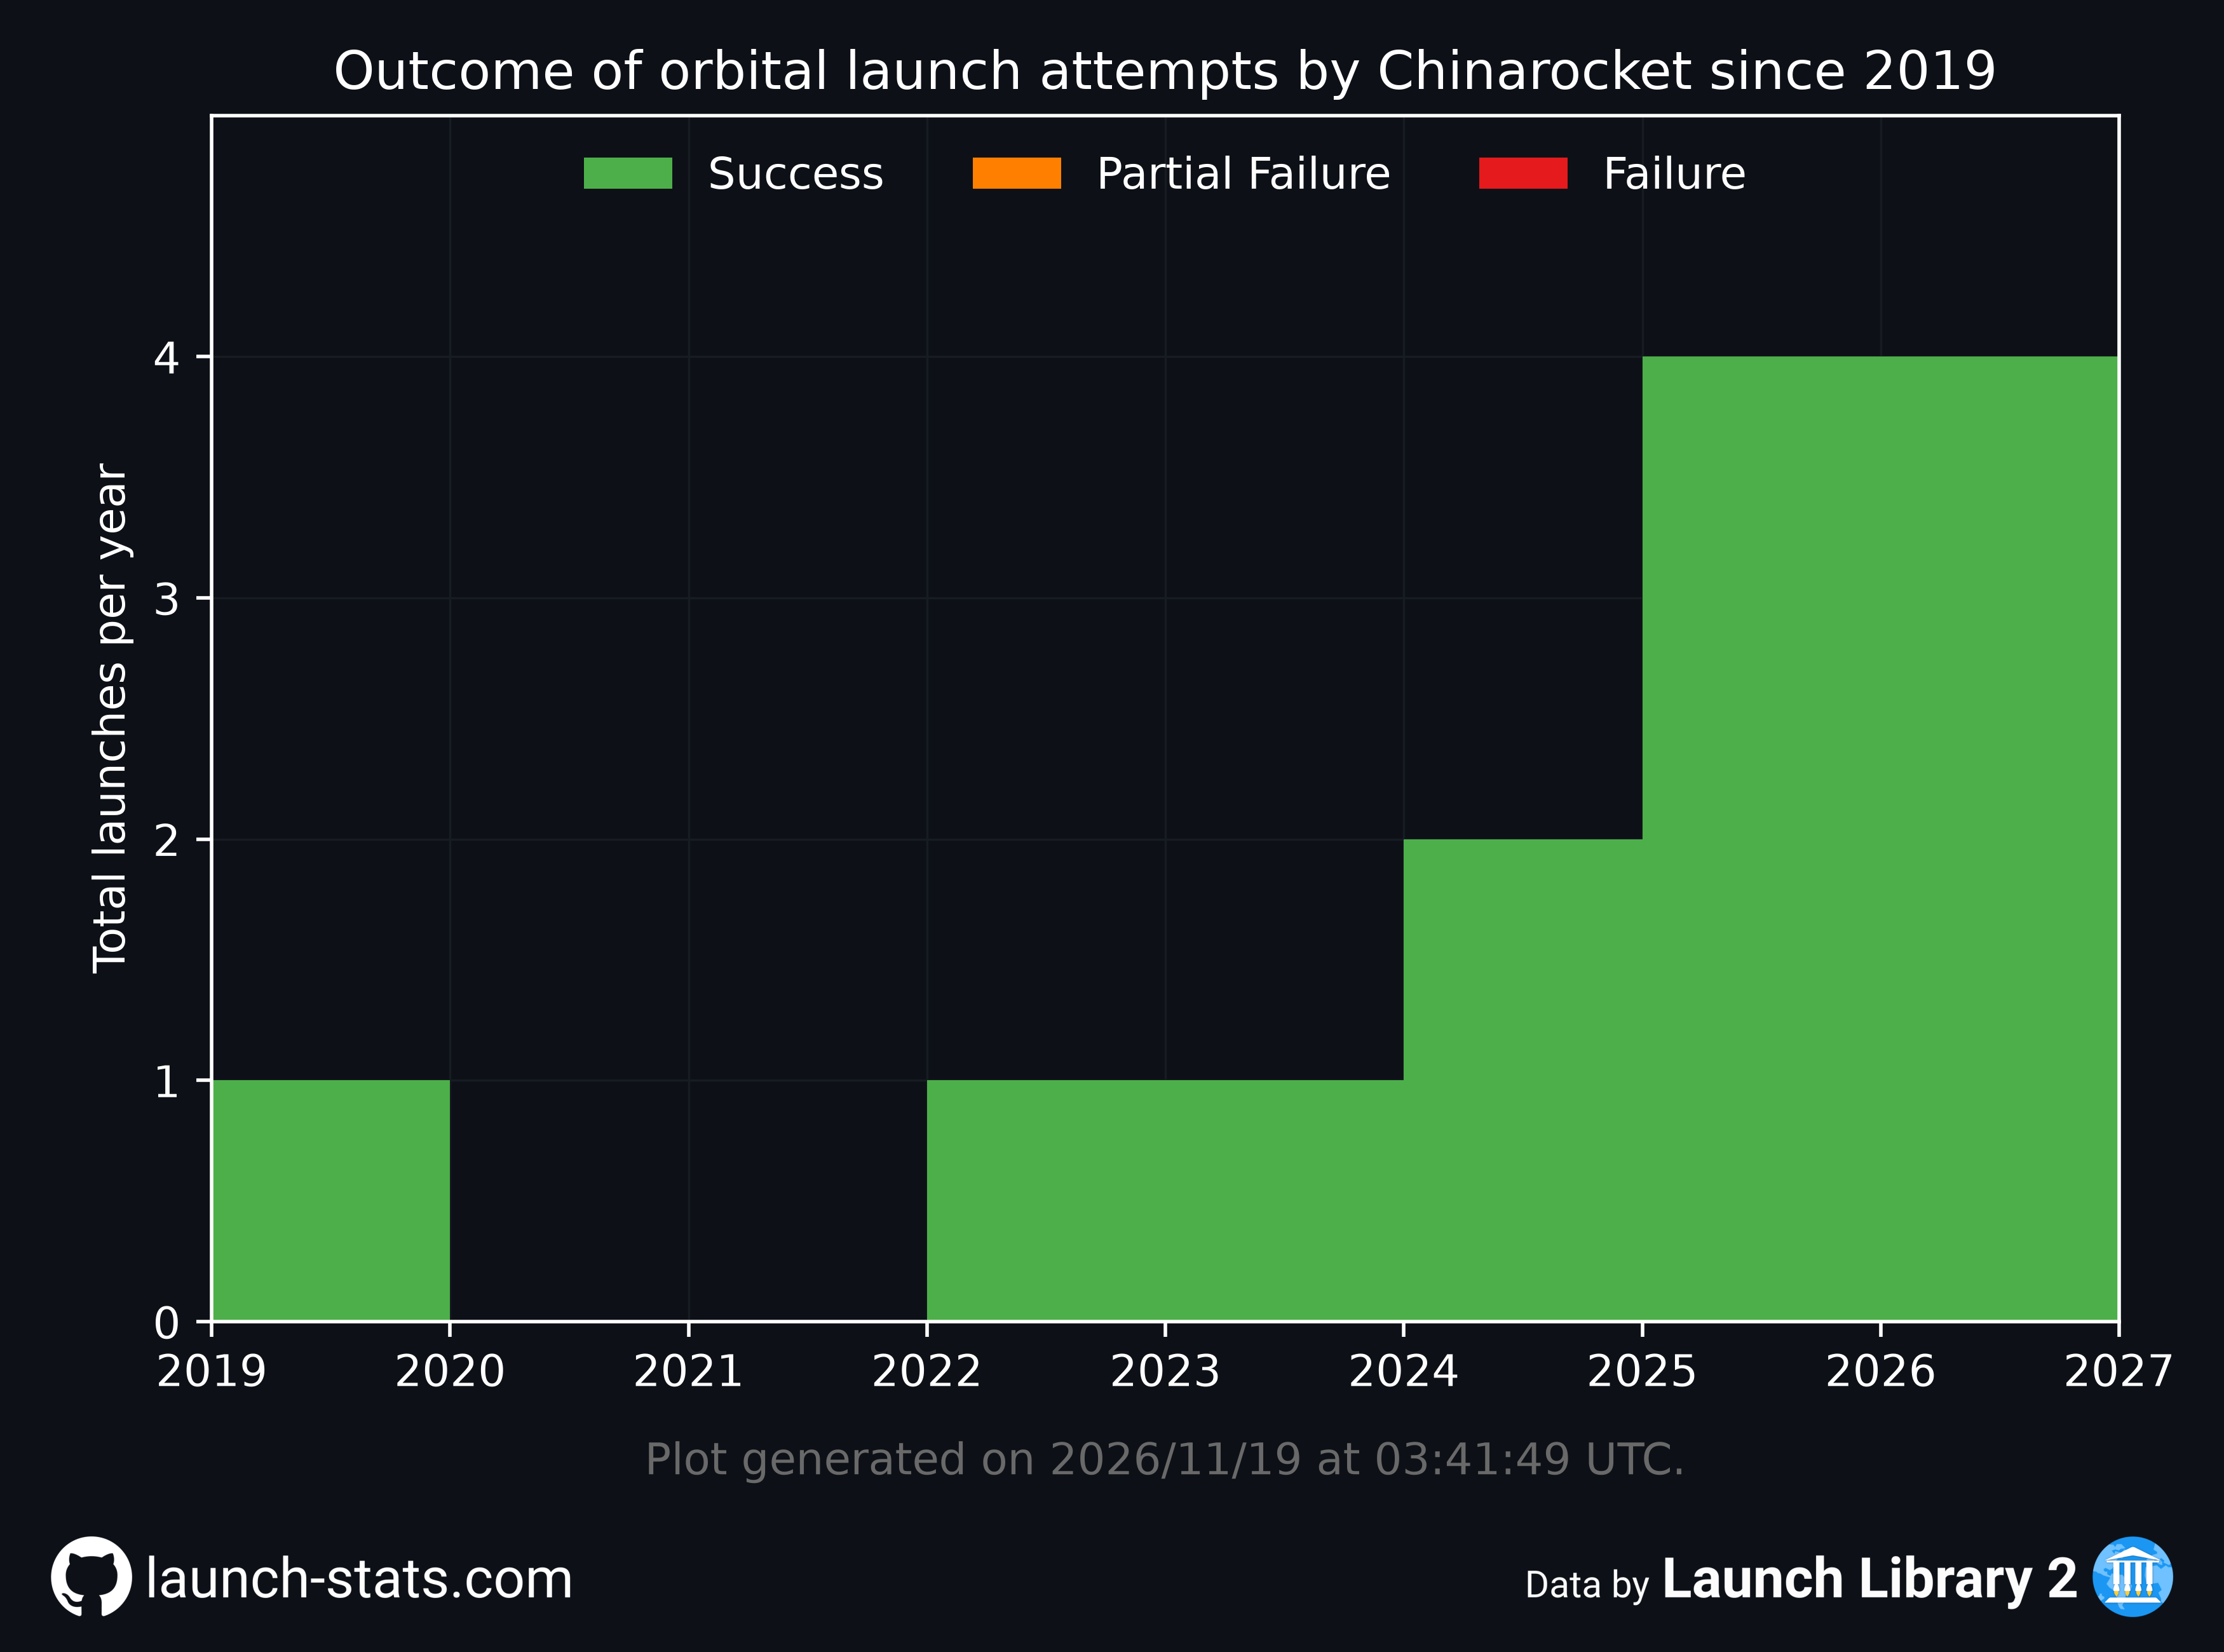 Outcome of orbital launch attempts by Chinarocket since 2019
Success Partial Failure Failure
Total launches per year
4
3
2
1
0
2019 2020 2021 2022 2023 2024 2025 2026 2027
Plot generated on 2026/11/19 at 03:41:49 UTC.
launch-stats.com
Data by Launch Library 2